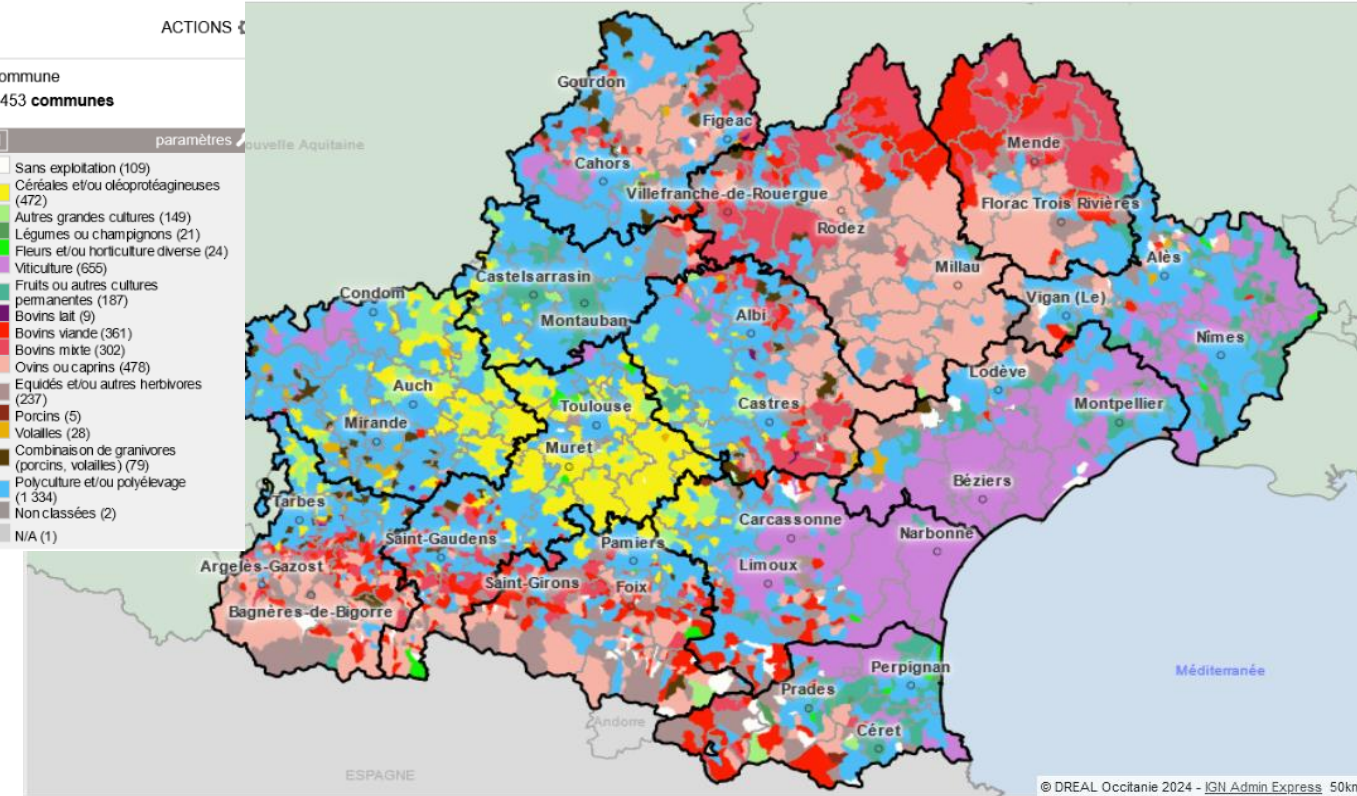 ACTIONS
ommune
453 communes
paramètres
Sans exploitation (109)
Céréales et/ou oléoprotéagineuses
(472)
Autres grandes cultures (149)
Légumes ou champignons (21)
Fleurs et/ou horticulture diverse (24)
Viticulture (655)
Fruits ou autres cultures
permanentes (187)
Bovins lait (9)
Bovins viande (361)
Bovins mixte (302)
Ovins ou caprins (478)
Equidés et/ou autres herbivores
(237)
Porcins (5)
Volailles (28)
Combinaison de granivores
(porcins, volailles) (79)
Polyculture et/ou polyélevage
(1 334)
Non classées (2)
N/A (1)
ouvelle Aquitaine
Gourdon
Figeac
Cahors
Mende
Villefranche-de-Rouergue
Florac Trois Rivières
Rodez
Alès
Millau
Castelsarrasin
Condom
Vigan (Le)
Montauban
Albi
Nîmes
Lodève
Auch
Toulouse
Castres
Montpellier
Mirande
Muret
Béziers
Tarbes
Carcassonne
Narbonne
Saint-Gaudens
Pamiers
Argelès-Gazost
Limoux
Saint-Girons
Foix
Bagnères-de-Bigorre
Perpignan
Méditerranée
Prades
Andorre
Céret
ESPAGNE
© DREAL Occitanie 2024 - IGN Admin Express 50km